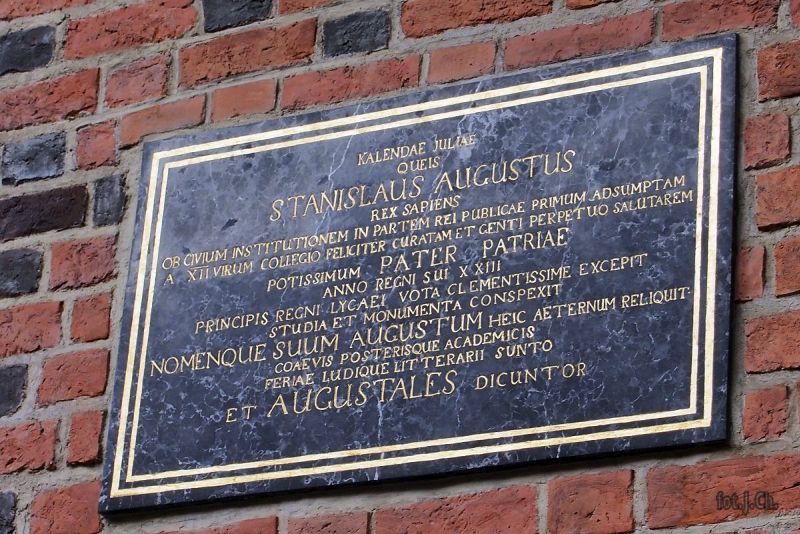 KALENDAE JULIAE
QUEIS
STANISLAUS AUGUSTUS
REX SAPIENS
OB CIVIUM INSTITUTIONEM IN PARTEM REI PUBLICAE PRIMUM ADSUMPTAM
A XII VIRUM COLLEGIO FELICITER CURATAM ET GENTI PERPETUO SALUTAREM
POTISSIMUM PATER PATRIAE
ANNO REGNI SUI XXIII
PRINCIPIS REGNI LYCAEI VOTA CLEMENTISSIME EXCEPIT
STUDIA ET MONUMENTA CONSPEXIT
NOMENQUE SUUM AUGUSTUM HEIC AETERNUM RELIQUIT·
COAEVIS POSTERISQUE ACADEMICIS
FERIAE LUDIQUE LITTERARII SUNTO
ET AUGUSTALES DICUNTOR
fot.J.Ch.